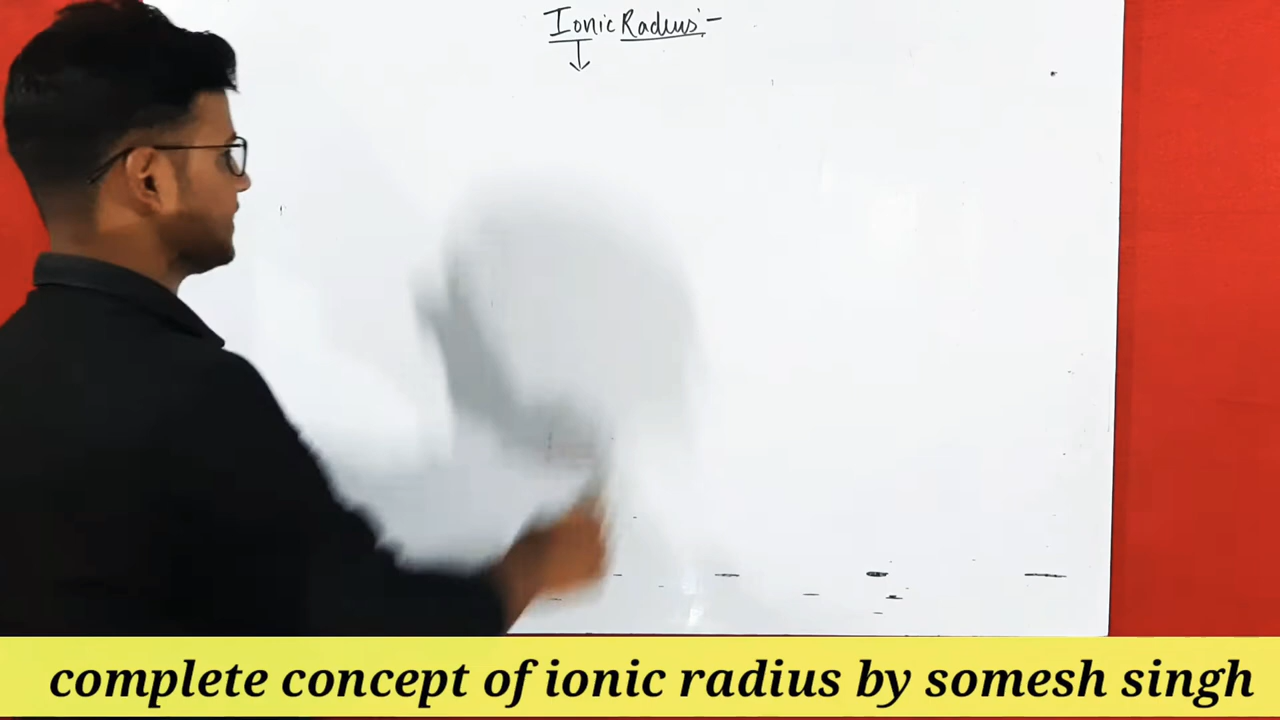 Ionic Radius:-
complete concept of ionic radius by somesh singh